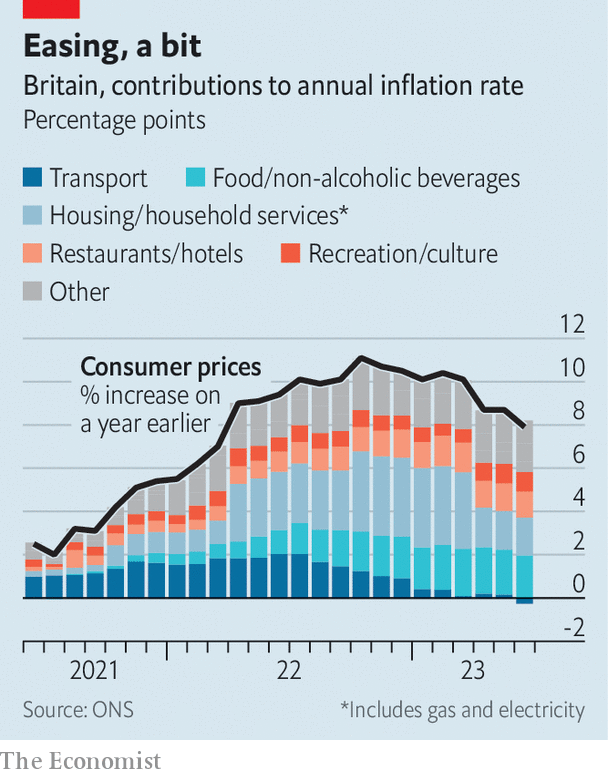 Easing, a bit
Britain, contributions to annual inflation rate
Percentage points
Transport Food/non-alcoholic beverages
Housing/household services*
Restaurants/hotels Recreation/culture
Other
12
Consumer prices
% increase on
a year earlier
10
8
6
4
2
0
-2
2021 22 23
Source: ONS *Includes gas and electricity
The Economist